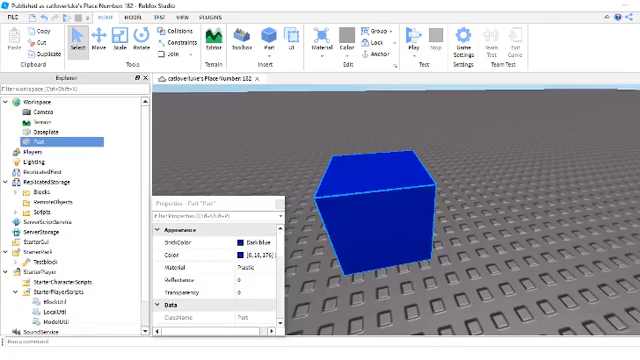 Published as catloverluke's Place Number: 182 - Roblox Studio
FILE HOME MODEL TEST VIEW PLUGINS
Paste Copy Cut Duplicate Select Move Scale Rotate Collisions Constraints Join Editor Toolbox Part UI Material Color Group Lock Anchor Play Stop Game Settings Team Test Exit Game
Clipboard Tools Terrain Insert Edit Test Settings Team Test
Explorer
catloverluke's Place Number: 182
Filter workspace (Ctrl+Shift+X)
Workspace
Camera
Terrain
Baseplate
Part
Players
Lighting
ReplicatedFirst
ReplicatedStorage
Blocks
RemoteObjects
Scripts
ServerScriptService
ServerStorage
StarterGui
StarterPack
Testblock
StarterPlayer
StarterCharacterScripts
StarterPlayerScripts
BlockUtil
LocalUtil
ModelUtil
SoundService
Properties - Part "Part"
Filter Properties (Ctrl+Shift+P)
Appearance
BrickColor Dark blue
Color [0, 16, 176]
Material Plastic
Reflectance 0
Transparency 0
Data
ClassName Part
Run a command